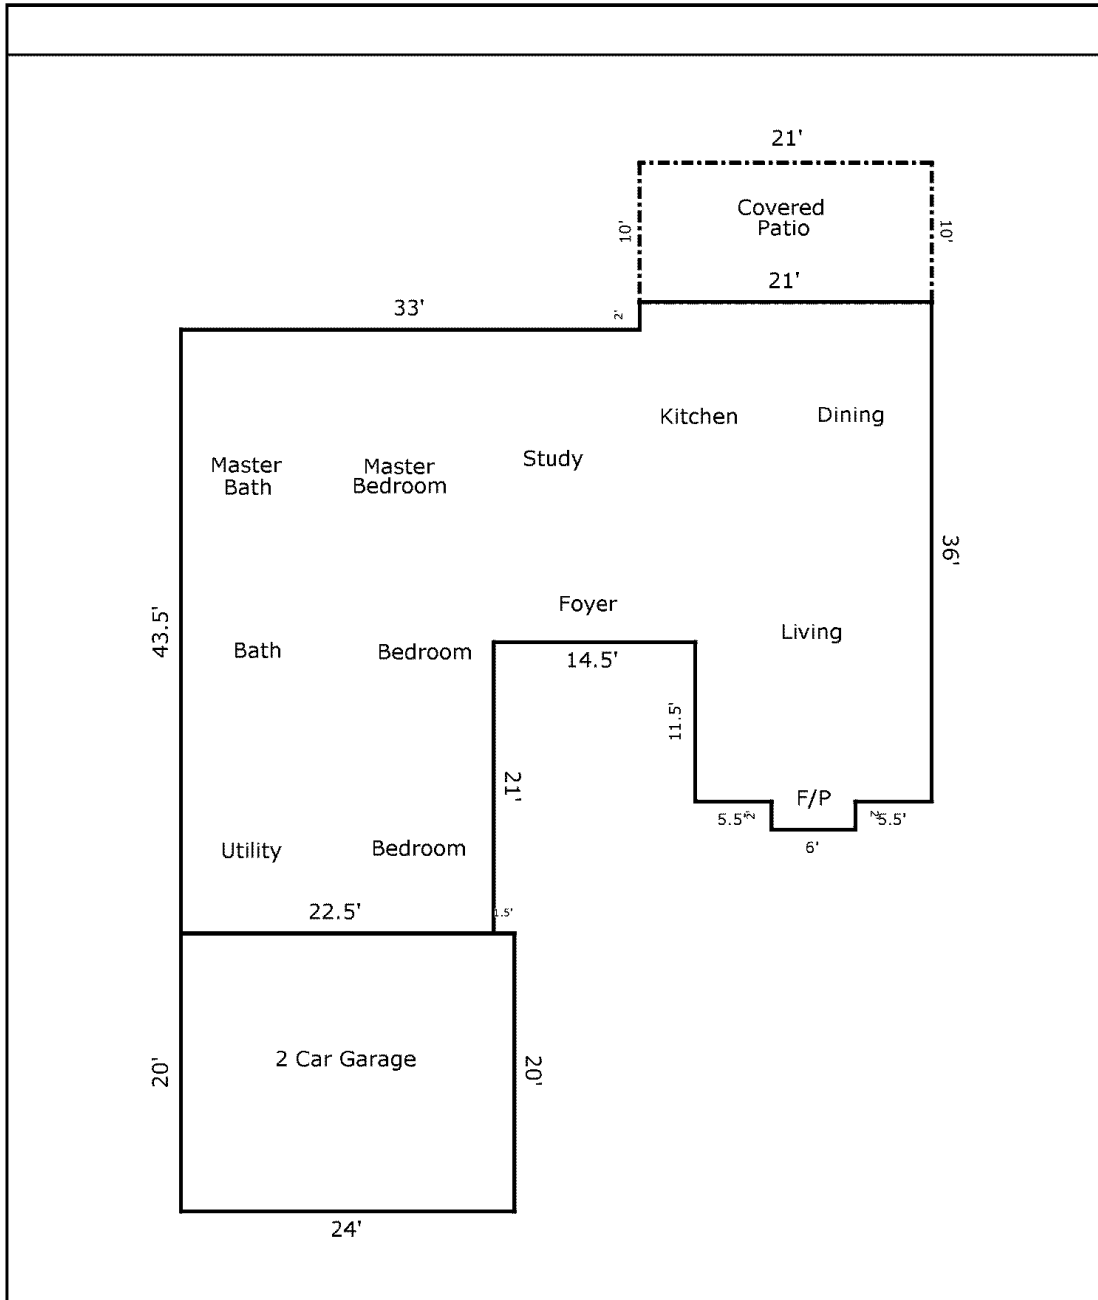 21'
Covered
Patio
10'
10'
21'
33'
2'
Kitchen
Dining
Study
Master
Bath
Master
Bedroom
36'
Foyer
43.5'
Bath
Bedroom
14.5'
Living
11.5'
21'
F/P
5.5'
2'
2'
5.5'
6'
Utility
Bedroom
22.5'
1.5'
2 Car Garage
20'
20'
24'